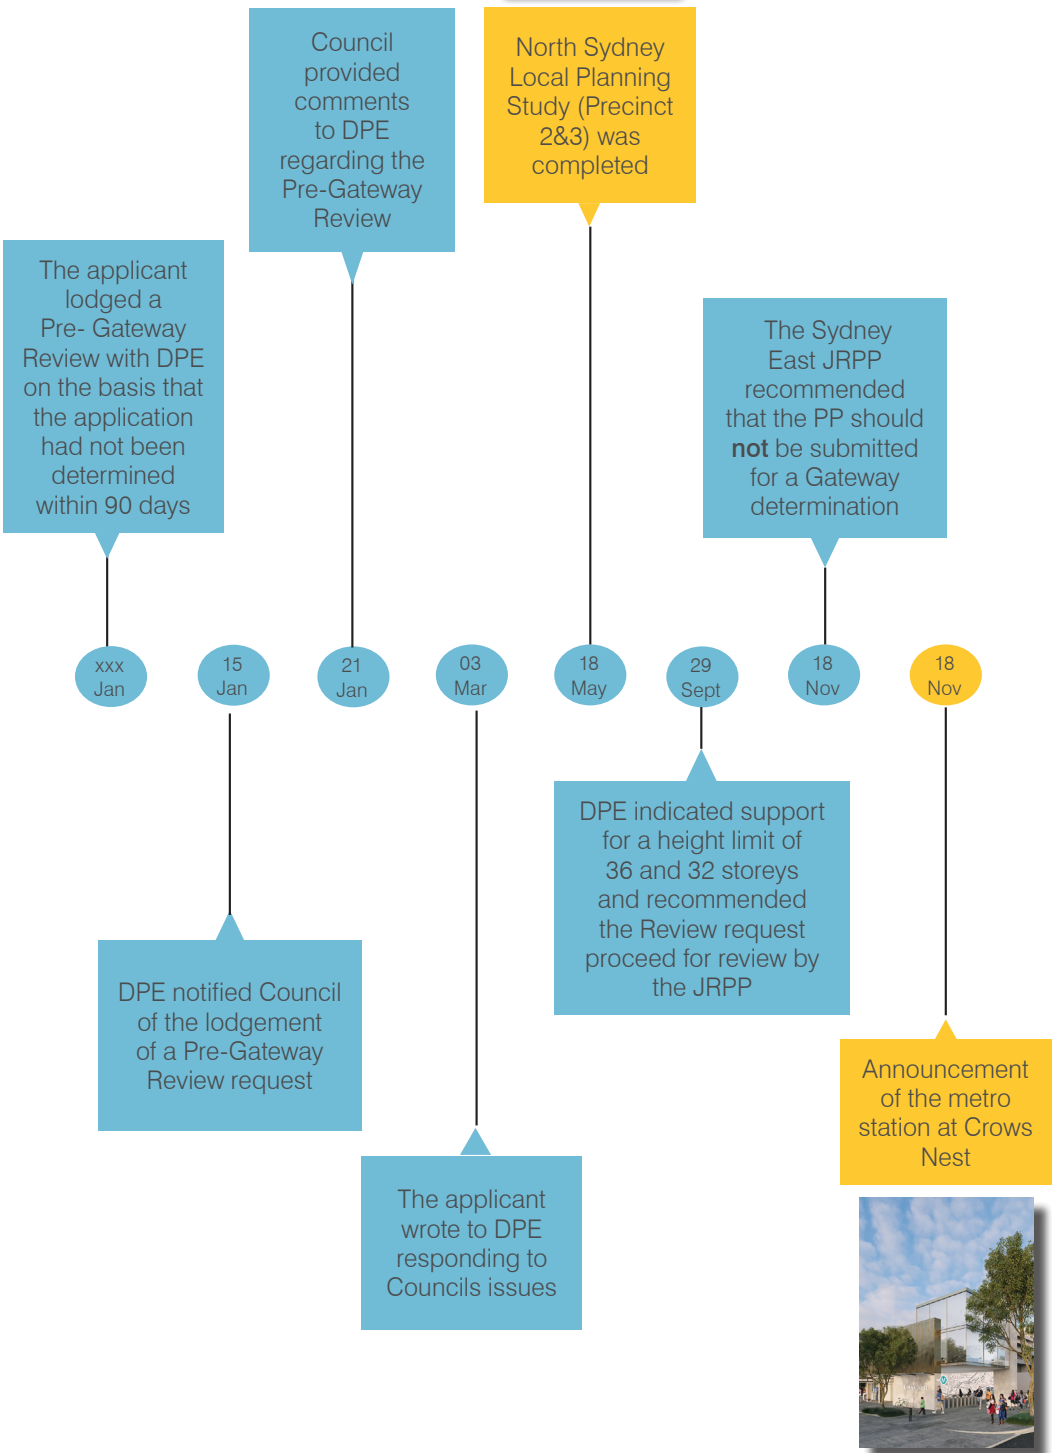 Council
provided
comments
to DPE
regarding the
Pre-Gateway
Review
North Sydney
Local Planning
Study (Precinct
2&3) was
completed
The applicant
lodged a
Pre- Gateway
Review with DPE
on the basis that
the application
had not been
determined
within 90 days
The Sydney
East JRPP
recommended
that the PP should
not be submitted
for a Gateway
determination
xxx
Jan
15
Jan
21
Jan
03
Mar
18
May
29
Sept
18
Nov
18
Nov
DPE indicated support
for a height limit of
36 and 32 storeys
and recommended
the Review request
proceed for review by
the JRPP
DPE notified Council
of the lodgement
of a Pre-Gateway
Review request
Announcement
of the metro
station at Crows
Nest
The applicant
wrote to DPE
responding to
Councils issues